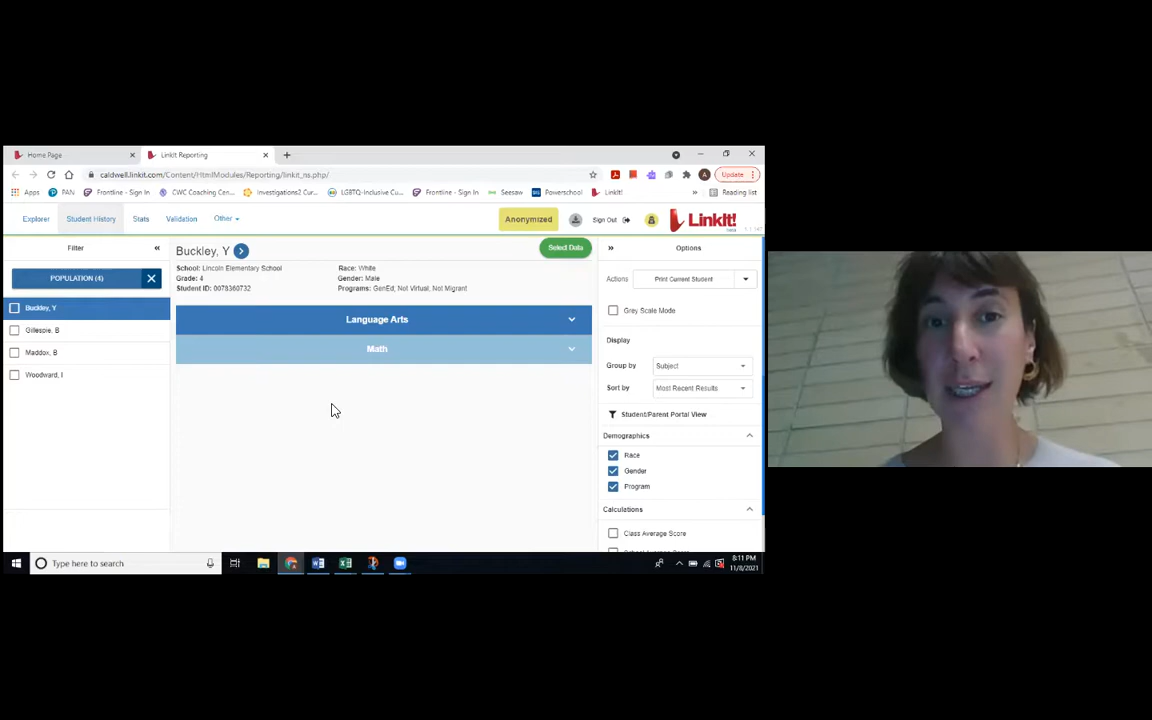 Home Page
LinkIt Reporting
caldwell.linkit.com/Content/HtmlModules/Reporting/linkit_ns.php/
Update
Apps
PAN
Frontline - Sign In
CWC Coaching Cen...
Investigations2 Cur...
LGBTQ-Inclusive Cu...
Frontline - Sign In
Seesaw
Powerschool
LinkIt!
Reading list
Explorer
Student History
Stats
Validation
Other
Anonymized
Sign Out
LinkIt!
beta
Filter
POPULATION (4)
Buckley, Y
Gillespie, B
Maddox, B
Woodward, I
Buckley, Y
Select Data
School: Lincoln Elementary School
Race: White
Grade: 4
Gender: Male
Student ID: 0078360732
Programs: GenEd, Not Virtual, Not Migrant
Language Arts
Math
Options
Actions
Print Current Student
Grey Scale Mode
Display
Group by
Subject
Sort by
Most Recent Results
Student/Parent Portal View
Demographics
Race
Gender
Program
Calculations
Class Average Score
Type here to search
8:11 PM
11/8/2021